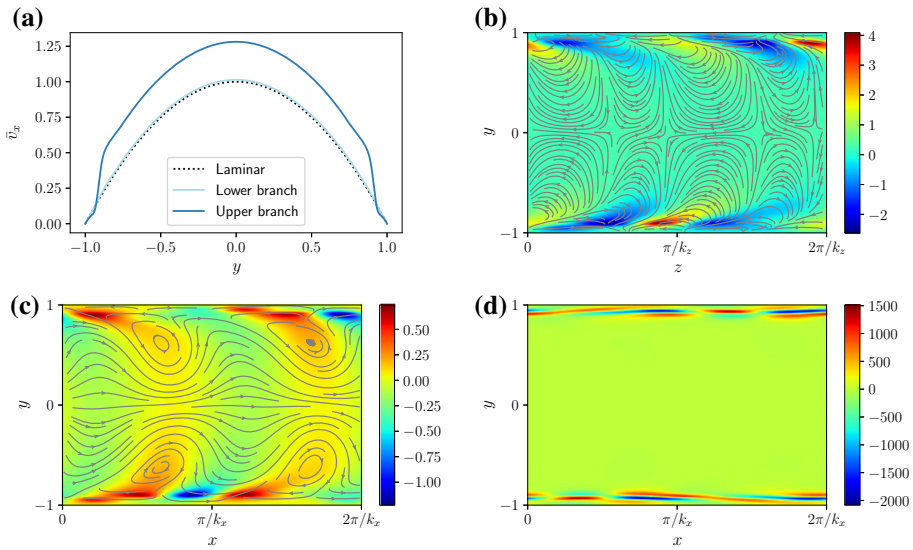 (a)
1.25
1.00
0.75
0.50
0.25
0.00
v̄ₓ
Laminar
Lower branch
Upper branch
−1.0 −0.5 0.0 0.5 1.0
y
(b)
1
0
−1
y
0 π/k_z 2π/k_z
z
4
3
2
1
0
−1
−2
(c)
1
0
−1
y
0 π/kₓ 2π/kₓ
x
0.50
0.25
0.00
−0.25
−0.50
−0.75
−1.00
(d)
1
0
−1
y
0 π/kₓ 2π/kₓ
x
1500
1000
500
0
−500
−1000
−1500
−2000